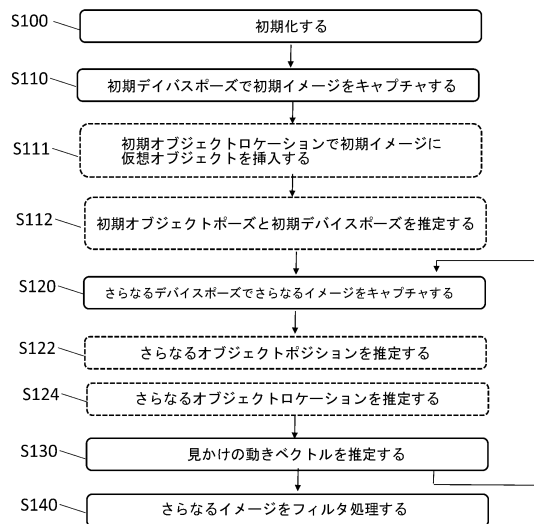 S100
初期化する
S110
初期デイバスポーズで初期イメージをキャプチャする
S111
初期オブジェクトロケーションで初期イメージに
仮想オブジェクトを挿入する
S112
初期オブジェクトポーズと初期デバイスポーズを推定する
S120
さらなるデバイスポーズでさらなるイメージをキャプチャする
S122
さらなるオブジェクトポジションを推定する
S124
さらなるオブジェクトロケーションを推定する
S130
見かけの動きベクトルを推定する
S140
さらなるイメージをフィルタ処理する